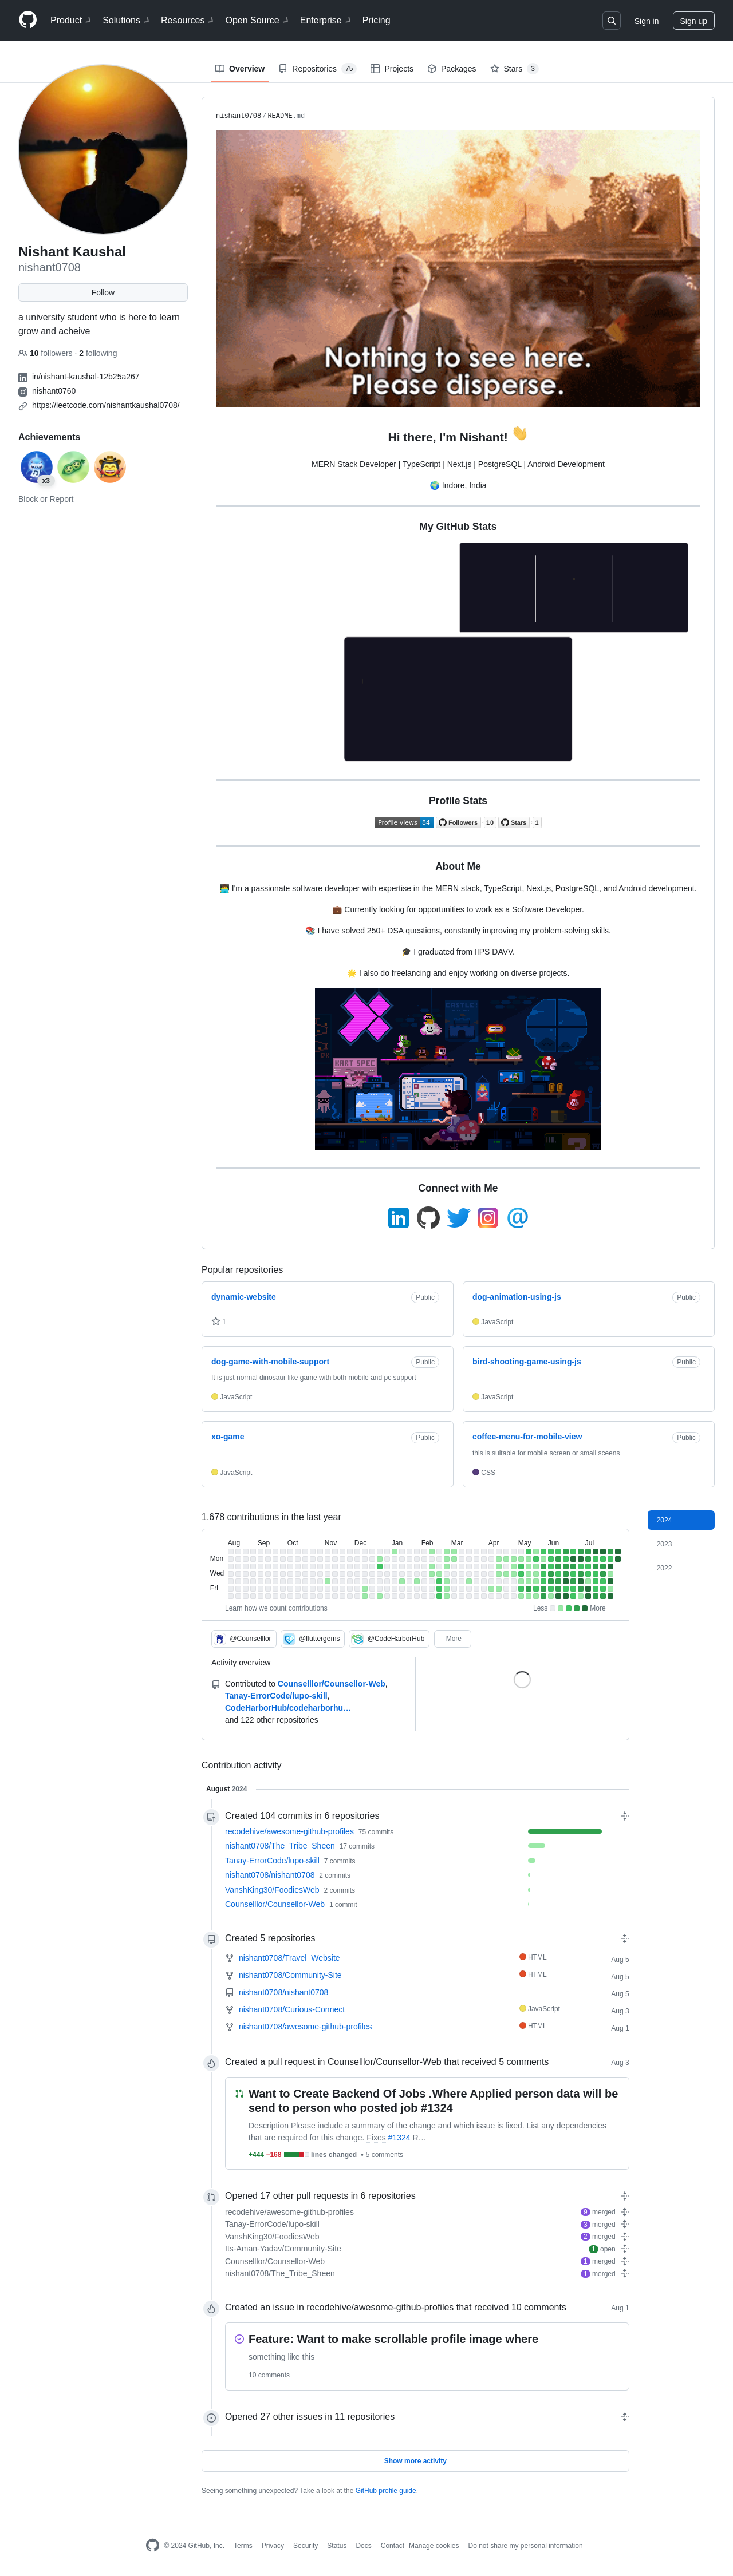 Product
Solutions
Resources
Open Source
Enterprise
Pricing
Sign in
Sign up
Overview
Repositories 75
Projects
Packages
Stars 3
Nishant Kaushal
nishant0708
Follow
a university student who is here to learn
grow and acheive
10 followers · 2 following
in/nishant-kaushal-12b25a267
nishant0760
https://leetcode.com/nishantkaushal0708/
Achievements
x3
Block or Report
nishant0708/README.md
Nothing to see here.
Please disperse.
Hi there, I'm Nishant! 👋
MERN Stack Developer | TypeScript | Next.js | PostgreSQL | Android Development
🌍 Indore, India
My GitHub Stats
Profile Stats
Profile views 84
Followers 10
Stars 1
About Me
👨‍💻 I'm a passionate software developer with expertise in the MERN stack, TypeScript, Next.js, PostgreSQL, and Android development.
💼 Currently looking for opportunities to work as a Software Developer.
📚 I have solved 250+ DSA questions, constantly improving my problem-solving skills.
🎓 I graduated from IIPS DAVV.
🌟 I also do freelancing and enjoy working on diverse projects.
KART SPEC
Connect with Me
Popular repositories
dynamic-website Public
1
dog-animation-using-js Public
JavaScript
dog-game-with-mobile-support Public
It is just normal dinosaur like game with both mobile and pc support
JavaScript
bird-shooting-game-using-js Public
JavaScript
xo-game Public
JavaScript
coffee-menu-for-mobile-view Public
this is suitable for mobile screen or small sceens
CSS
1,678 contributions in the last year
2024
2023
2022
Aug Sep Oct Nov Dec Jan Feb Mar Apr May Jun Jul
Mon
Wed
Fri
Learn how we count contributions
Less More
@Counselllor
@fluttergems
@CodeHarborHub
More
Activity overview
Contributed to Counselllor/Counsellor-Web,
Tanay-ErrorCode/lupo-skill,
CodeHarborHub/codeharborhu…
and 122 other repositories
Contribution activity
August 2024
Created 104 commits in 6 repositories
recodehive/awesome-github-profiles 75 commits
nishant0708/The_Tribe_Sheen 17 commits
Tanay-ErrorCode/lupo-skill 7 commits
nishant0708/nishant0708 2 commits
VanshKing30/FoodiesWeb 2 commits
Counselllor/Counsellor-Web 1 commit
Created 5 repositories
nishant0708/Travel_Website HTML Aug 5
nishant0708/Community-Site HTML Aug 5
nishant0708/nishant0708 Aug 5
nishant0708/Curious-Connect JavaScript Aug 3
nishant0708/awesome-github-profiles HTML Aug 1
Created a pull request in Counselllor/Counsellor-Web that received 5 comments Aug 3
Want to Create Backend Of Jobs .Where Applied person data will be
send to person who posted job #1324
Description Please include a summary of the change and which issue is fixed. List any dependencies
that are required for this change. Fixes #1324 R…
+444 −168 lines changed • 5 comments
Opened 17 other pull requests in 6 repositories
recodehive/awesome-github-profiles 9 merged
Tanay-ErrorCode/lupo-skill 3 merged
VanshKing30/FoodiesWeb 2 merged
Its-Aman-Yadav/Community-Site 1 open
Counselllor/Counsellor-Web 1 merged
nishant0708/The_Tribe_Sheen 1 merged
Created an issue in recodehive/awesome-github-profiles that received 10 comments Aug 1
Feature: Want to make scrollable profile image where
something like this
10 comments
Opened 27 other issues in 11 repositories
Show more activity
Seeing something unexpected? Take a look at the GitHub profile guide.
© 2024 GitHub, Inc.
Terms
Privacy
Security
Status
Docs
Contact
Manage cookies
Do not share my personal information